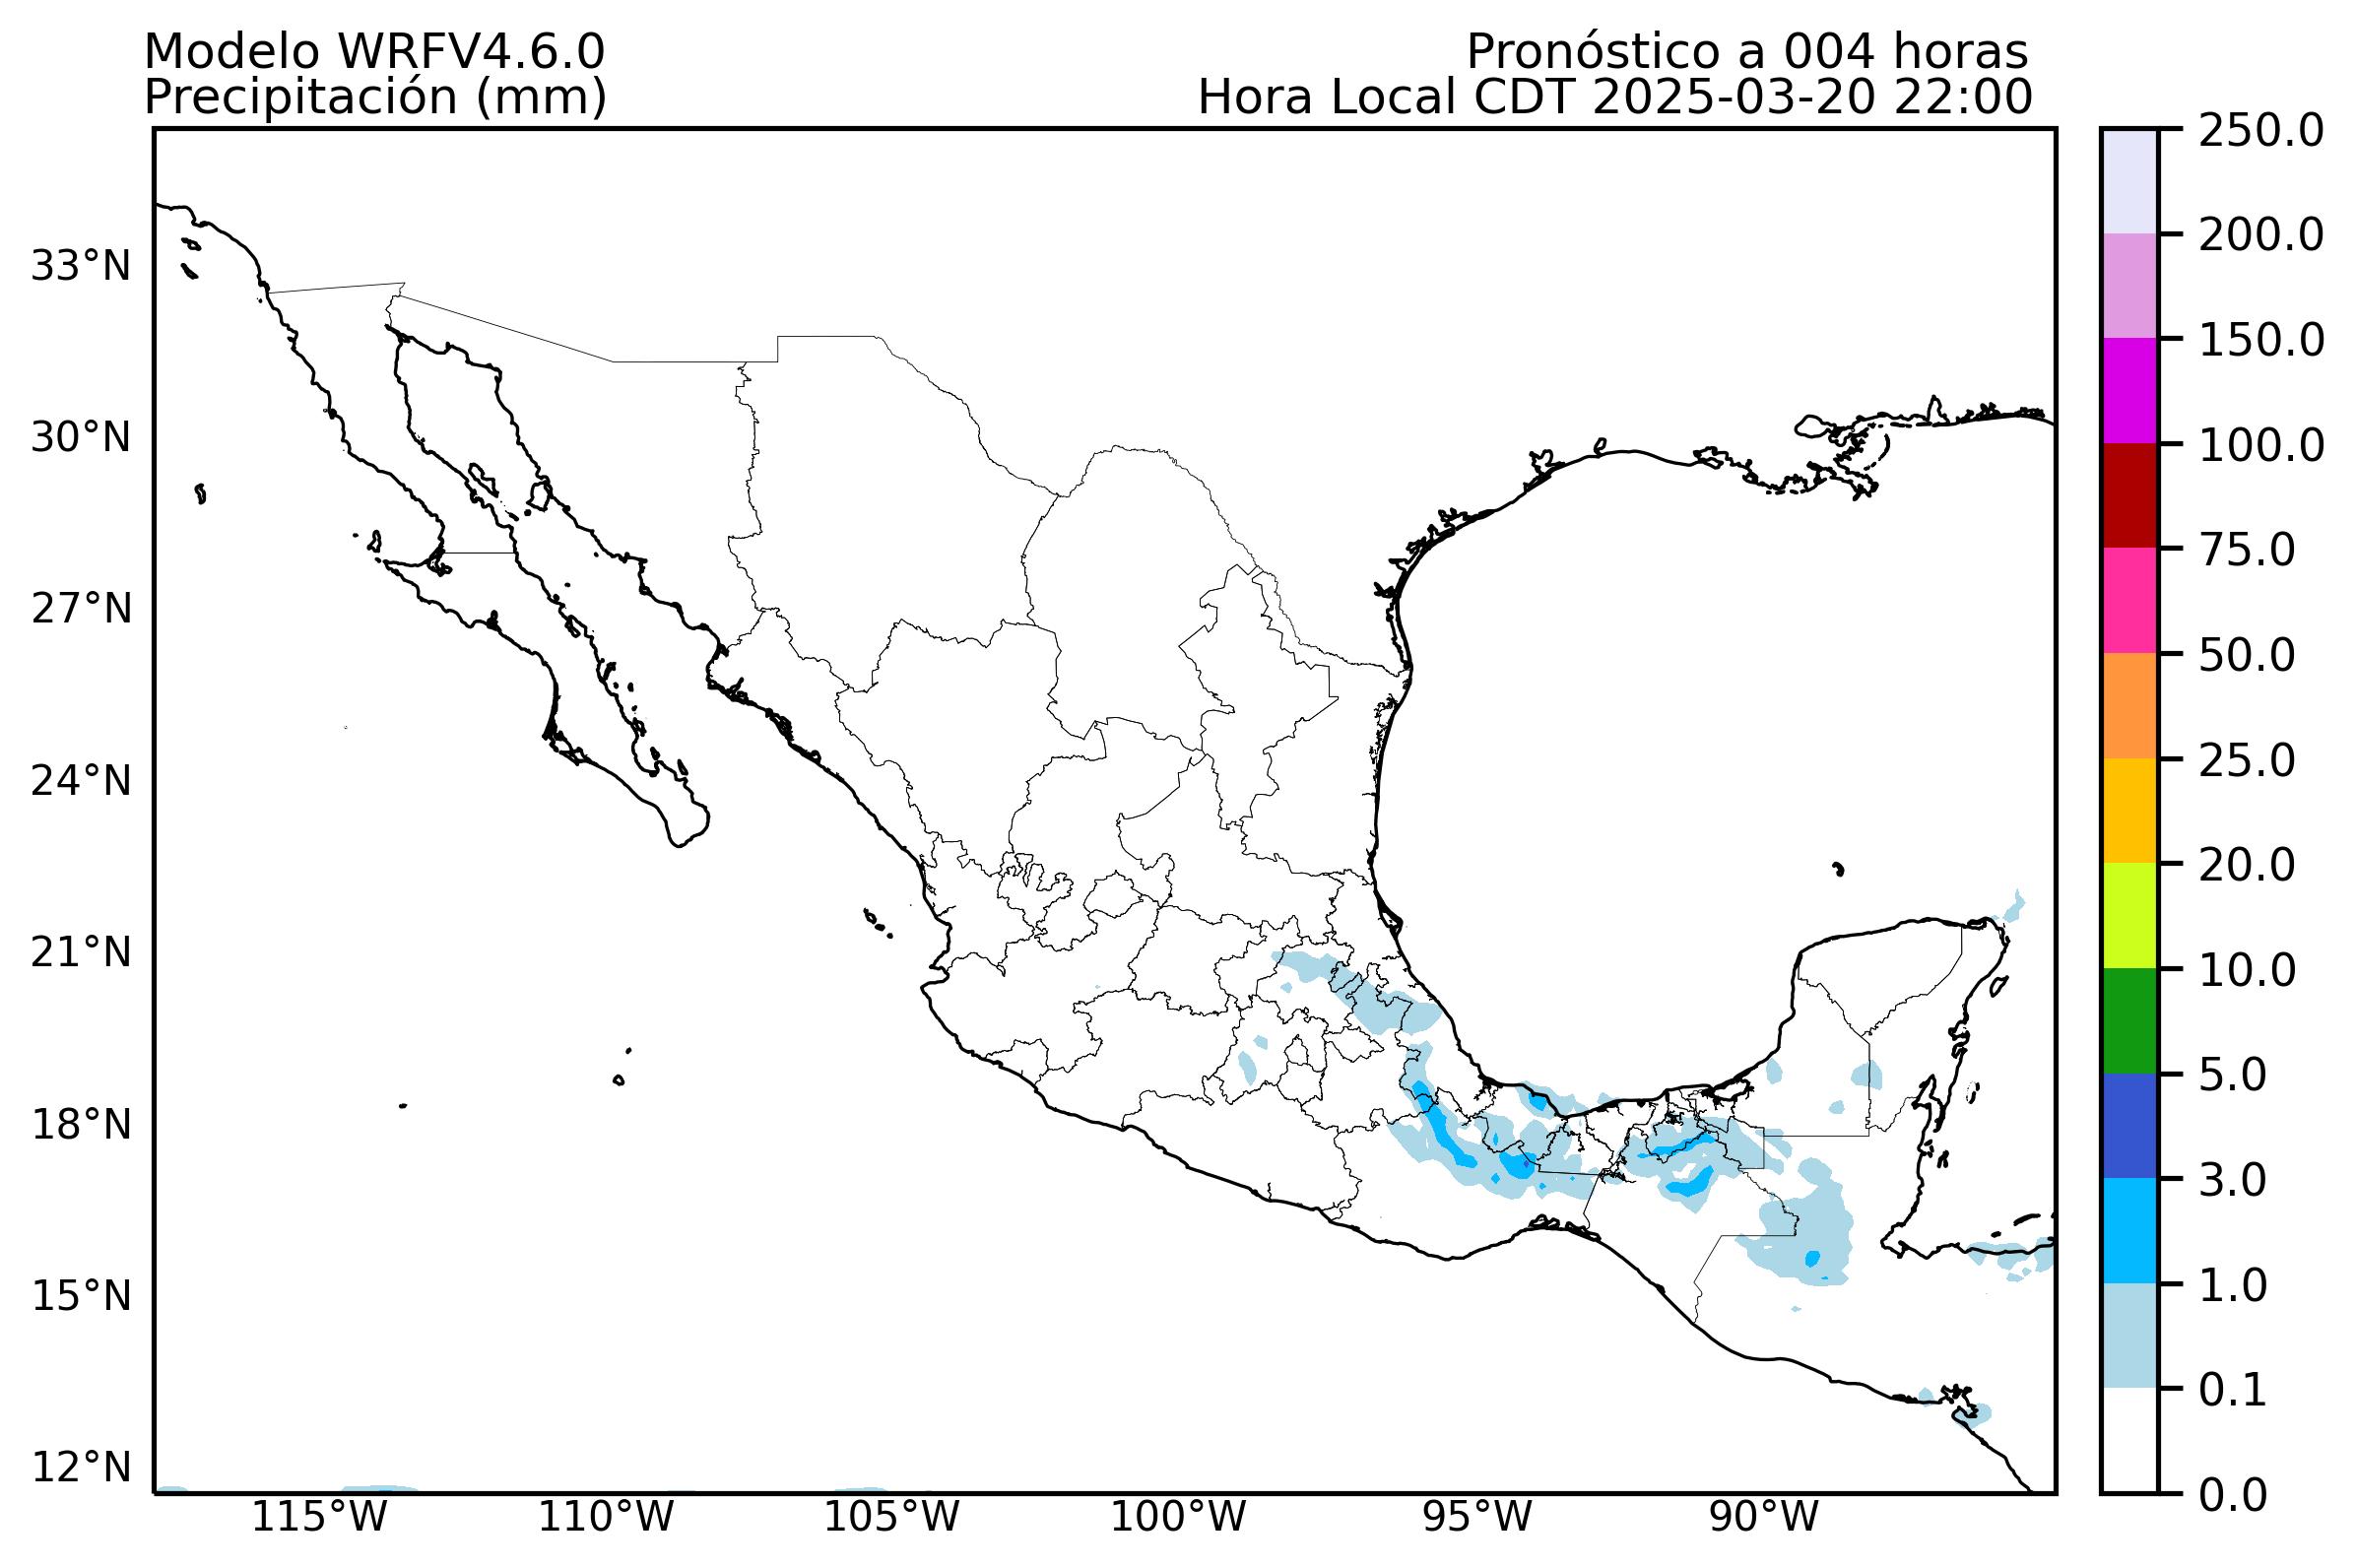 Modelo WRFV4.6.0
Precipitación (mm)
Pronóstico a 004 horas
Hora Local CDT 2025-03-20 22:00
33°N
30°N
27°N
24°N
21°N
18°N
15°N
12°N
115°W
110°W
105°W
100°W
95°W
90°W
250.0
200.0
150.0
100.0
75.0
50.0
25.0
20.0
10.0
5.0
3.0
1.0
0.1
0.0